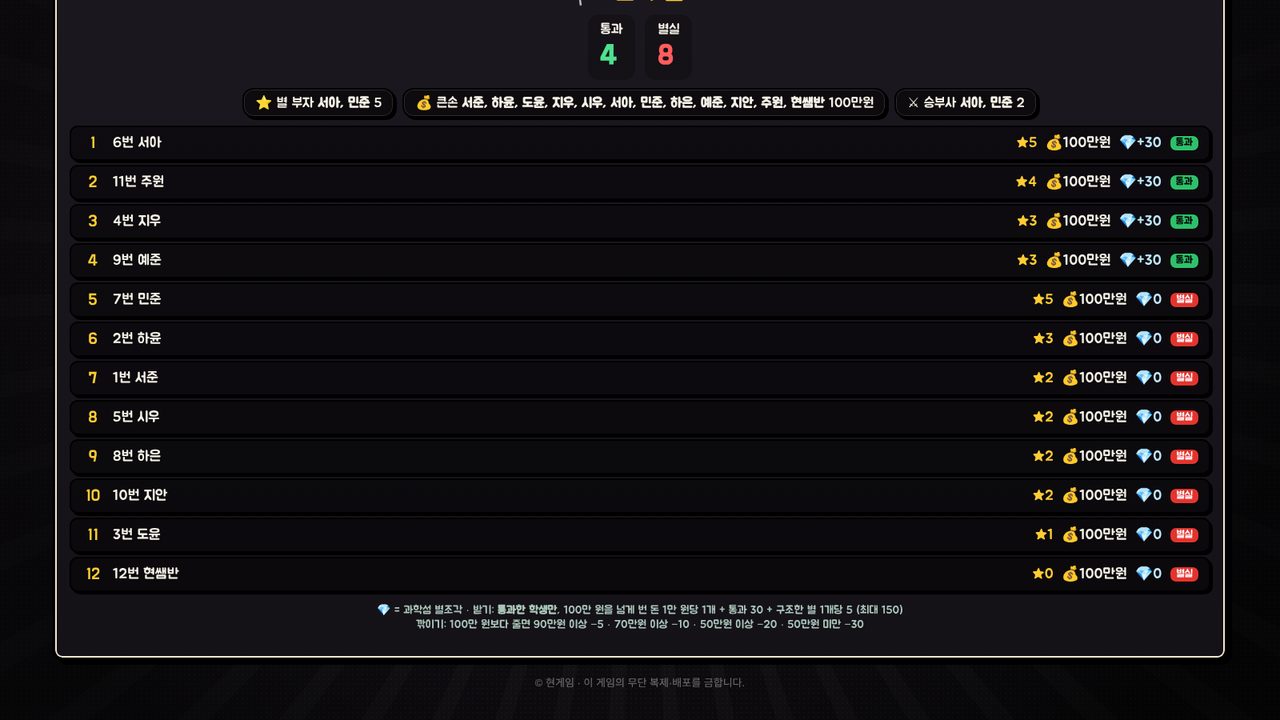 통과 별실
4 8
⭐ 별 부자 서아, 민준 5 💰 큰손 서준, 하윤, 도윤, 지우, 시우, 서아, 민준, 하은, 예준, 지안, 주원, 현쌤반 100만원 ⚔ 승부사 서아, 민준 2
1 6번 서아 ★5 💰100만원 💎+30 통과
2 11번 주원 ★4 💰100만원 💎+30 통과
3 4번 지우 ★3 💰100만원 💎+30 통과
4 9번 예준 ★3 💰100만원 💎+30 통과
5 7번 민준 ★5 💰100만원 💎0 별실
6 2번 하윤 ★3 💰100만원 💎0 별실
7 1번 서준 ★2 💰100만원 💎0 별실
8 5번 시우 ★2 💰100만원 💎0 별실
9 8번 하은 ★2 💰100만원 💎0 별실
10 10번 지안 ★2 💰100만원 💎0 별실
11 3번 도윤 ★1 💰100만원 💎0 별실
12 12번 현쌤반 ★0 💰100만원 💎0 별실
💎 = 과학섬 별조각 · 받기: 통과한 학생만, 100만 원을 넘게 번 돈 1만 원당 1개 + 통과 30 + 구조한 별 1개당 5 (최대 150)
깎이기: 100만 원보다 줄면 90만원 이상 −5 · 70만원 이상 −10 · 50만원 이상 −20 · 50만원 미만 −30
© 현게임 · 이 게임의 무단 복제·배포를 금합니다.